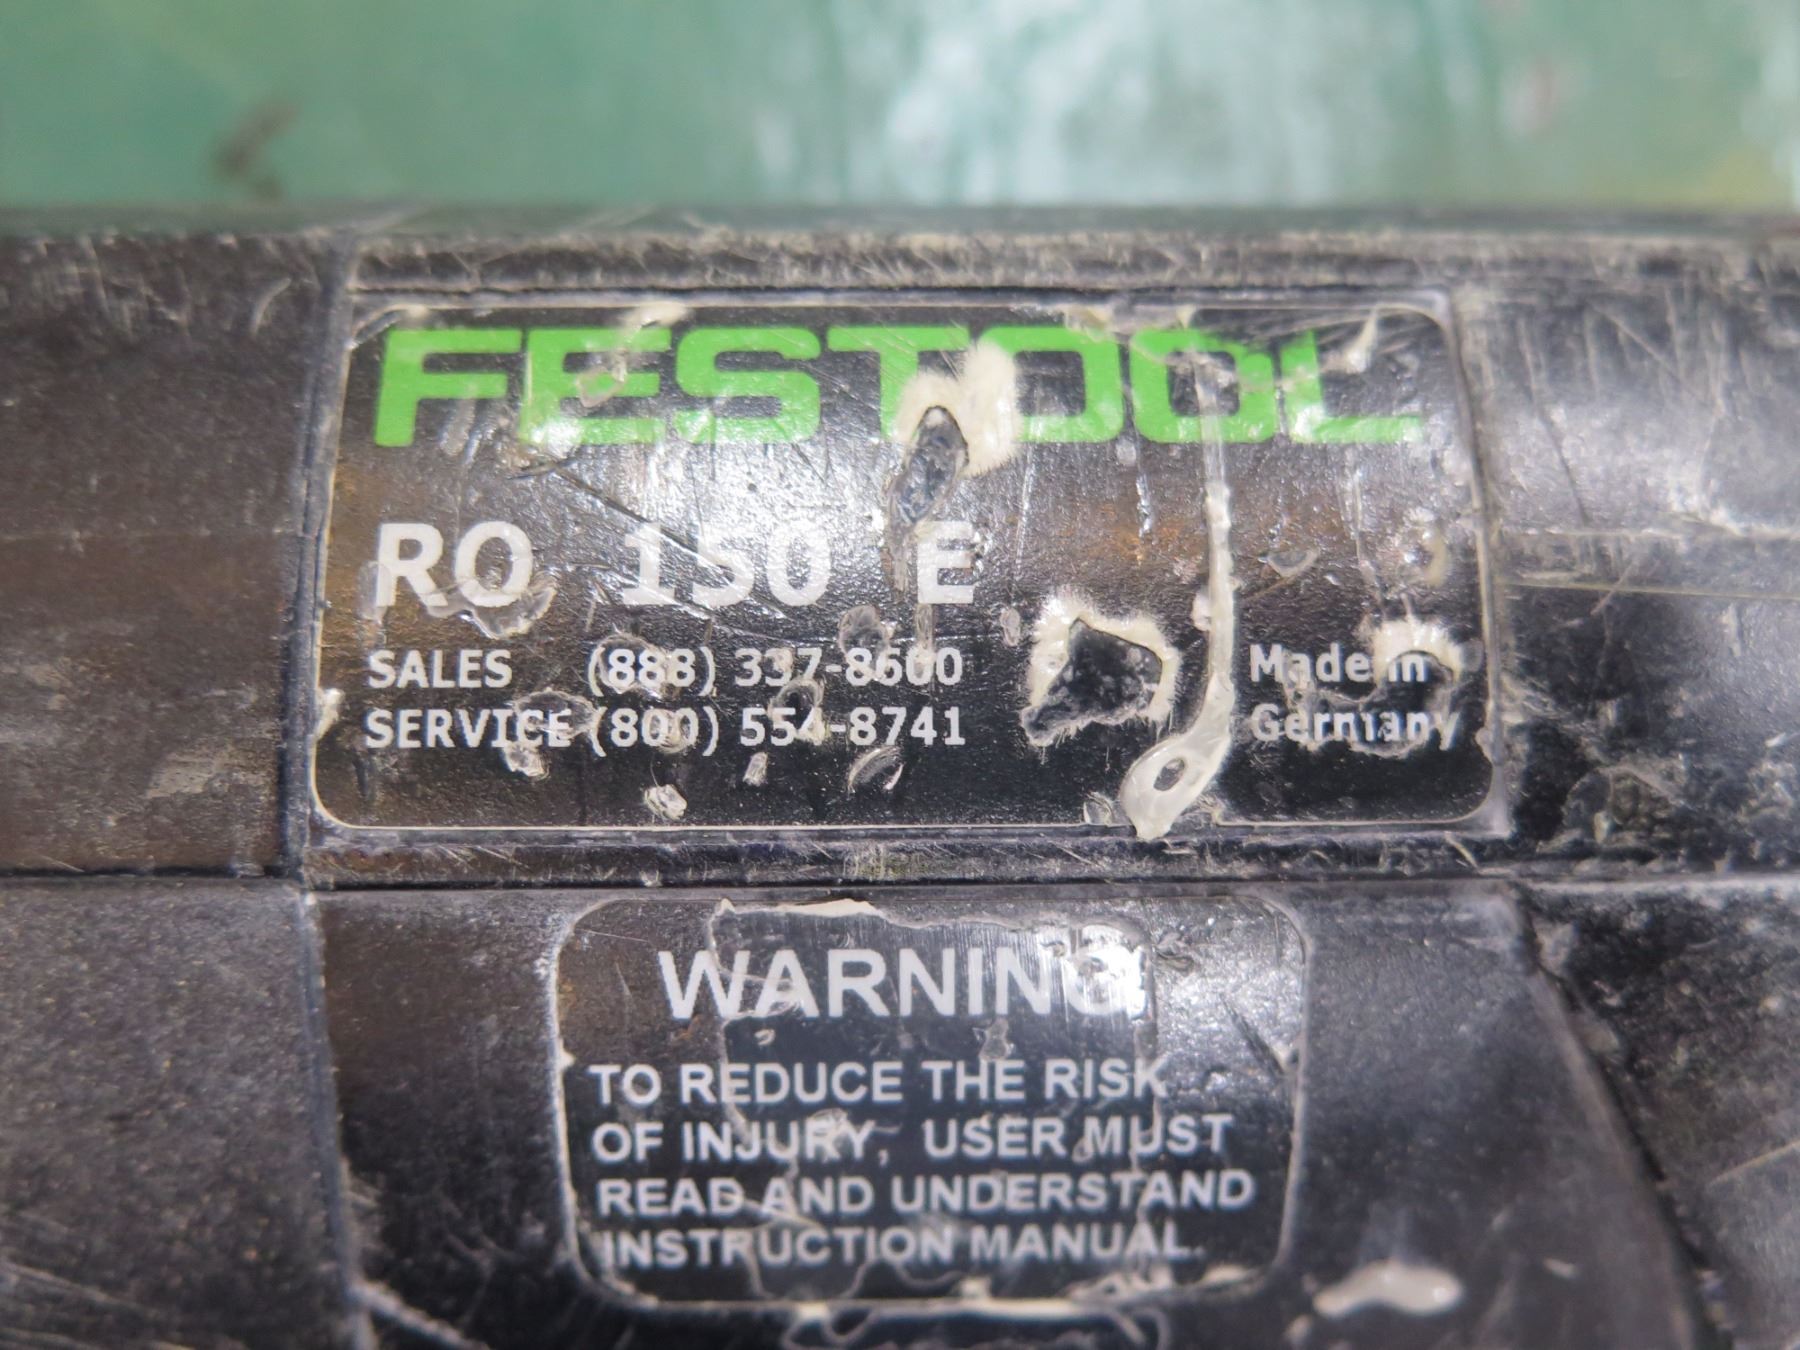 FESTOOL
RO 150 E
SALES (888) 337-8600
SERVICE (800) 554-8741
Made in
Germany
WARNING
TO REDUCE THE RISK
OF INJURY, USER MUST
READ AND UNDERSTAND
INSTRUCTION MANUAL.